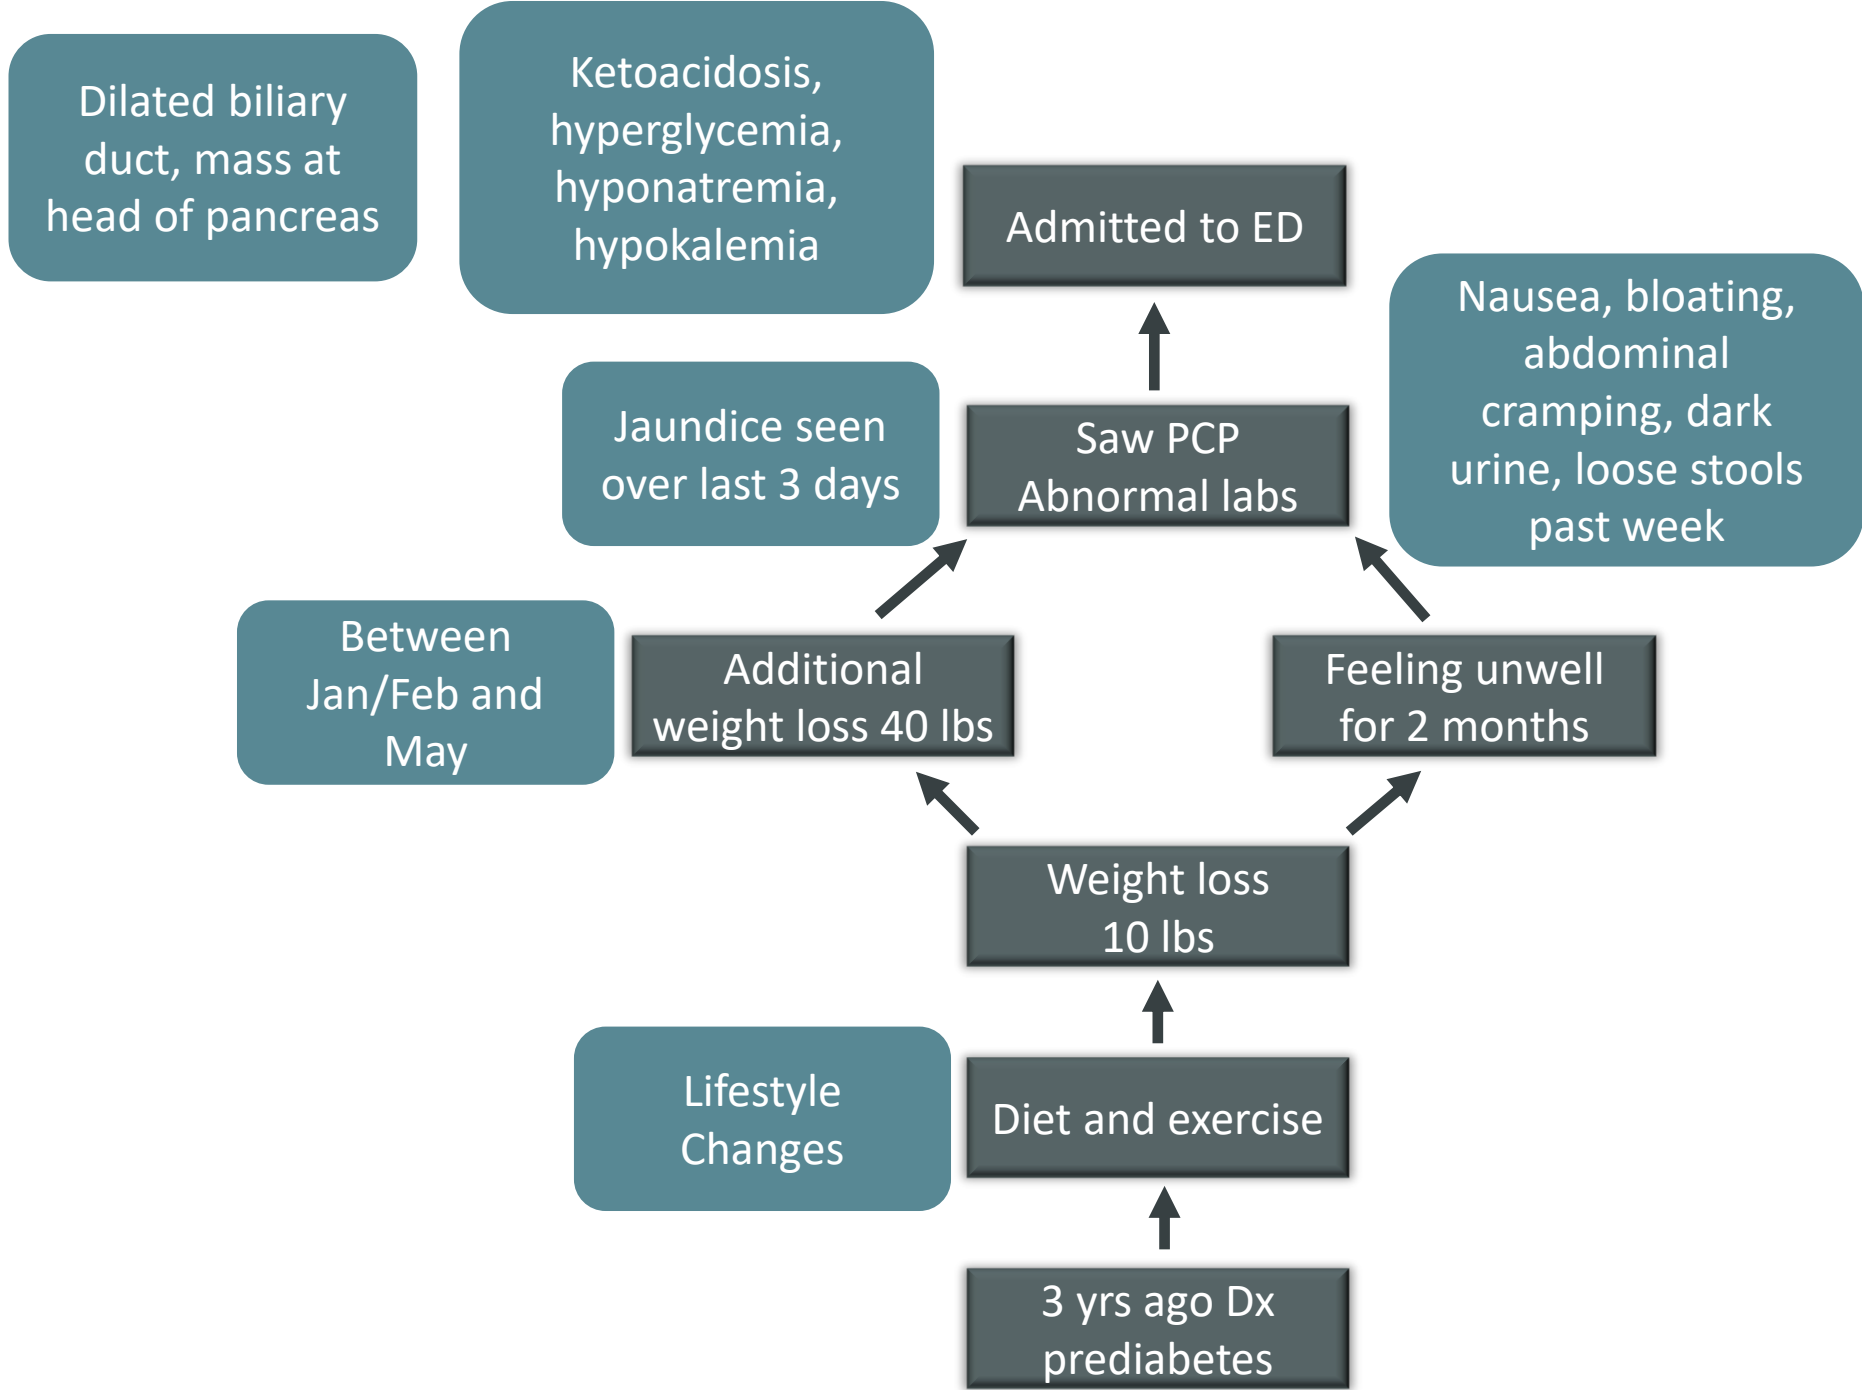 Dilated biliary
duct, mass at
head of pancreas
Ketoacidosis,
hyperglycemia,
hyponatremia,
hypokalemia
Admitted to ED
Nausea, bloating,
abdominal
cramping, dark
urine, loose stools
past week
Jaundice seen
over last 3 days
Saw PCP
Abnormal labs
Between
Jan/Feb and
May
Additional
weight loss 40 lbs
Feeling unwell
for 2 months
Weight loss
10 lbs
Lifestyle
Changes
Diet and exercise
3 yrs ago Dx
prediabetes